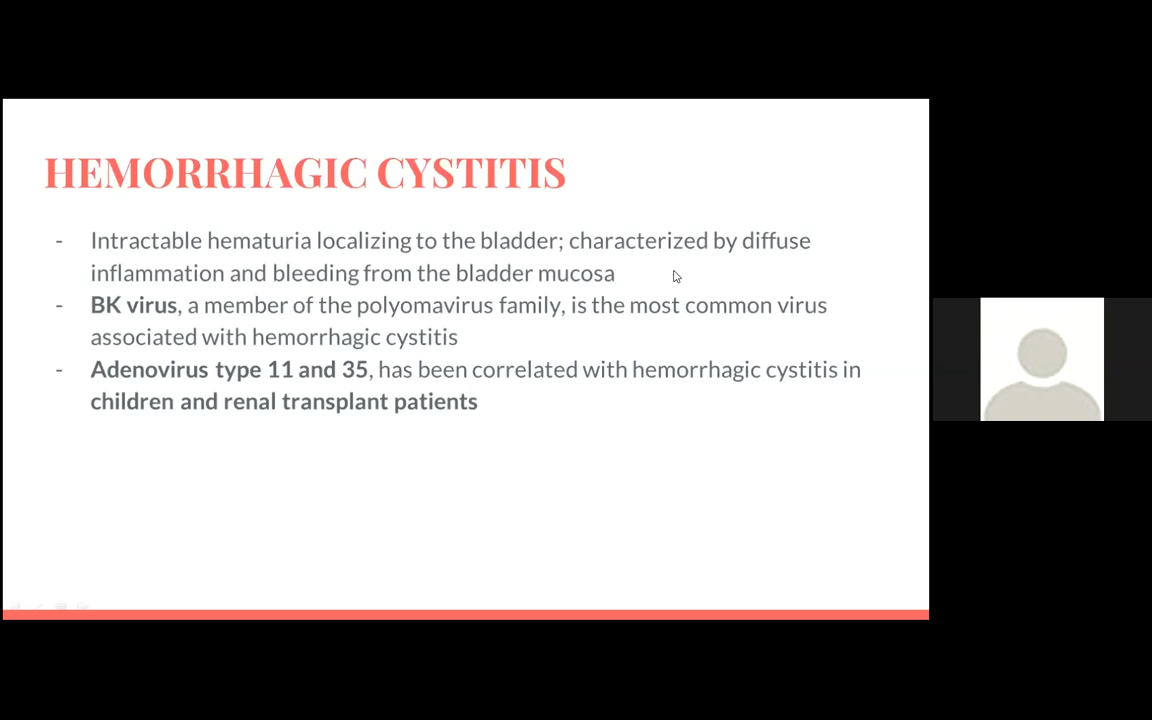 HEMORRHAGIC CYSTITIS
- Intractable hematuria localizing to the bladder; characterized by diffuse
inflammation and bleeding from the bladder mucosa
- BK virus, a member of the polyomavirus family, is the most common virus
associated with hemorrhagic cystitis
- Adenovirus type 11 and 35, has been correlated with hemorrhagic cystitis in
children and renal transplant patients